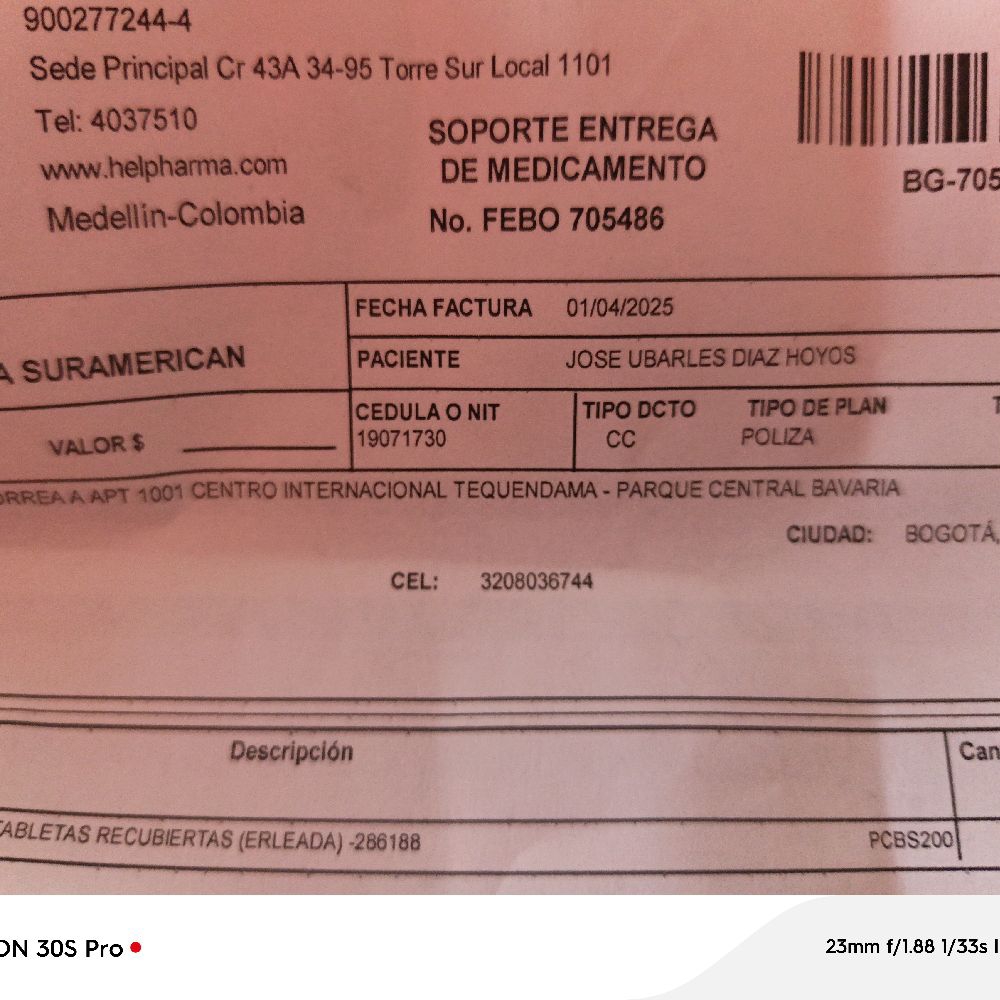 900277244-4
Sede Principal Cr 43A 34-95 Torre Sur Local 1101
Tel: 4037510
www.helpharma.com
Medellín-Colombia
SOPORTE ENTREGA
DE MEDICAMENTO
No. FEBO 705486
BG-705
FECHA FACTURA 01/04/2025
A SURAMERICAN
PACIENTE JOSE UBARLES DIAZ HOYOS
VALOR $
CEDULA O NIT TIPO DCTO TIPO DE PLAN T
19071730 CC POLIZA
ORREA A APT 1001 CENTRO INTERNACIONAL TEQUENDAMA - PARQUE CENTRAL BAVARIA
CIUDAD: BOGOTÁ,
CEL: 3208036744
Descripción Can
TABLETAS RECUBIERTAS (ERLEADA) -286188 PCBS200
ON 30S Pro
23mm f/1.88 1/33s I